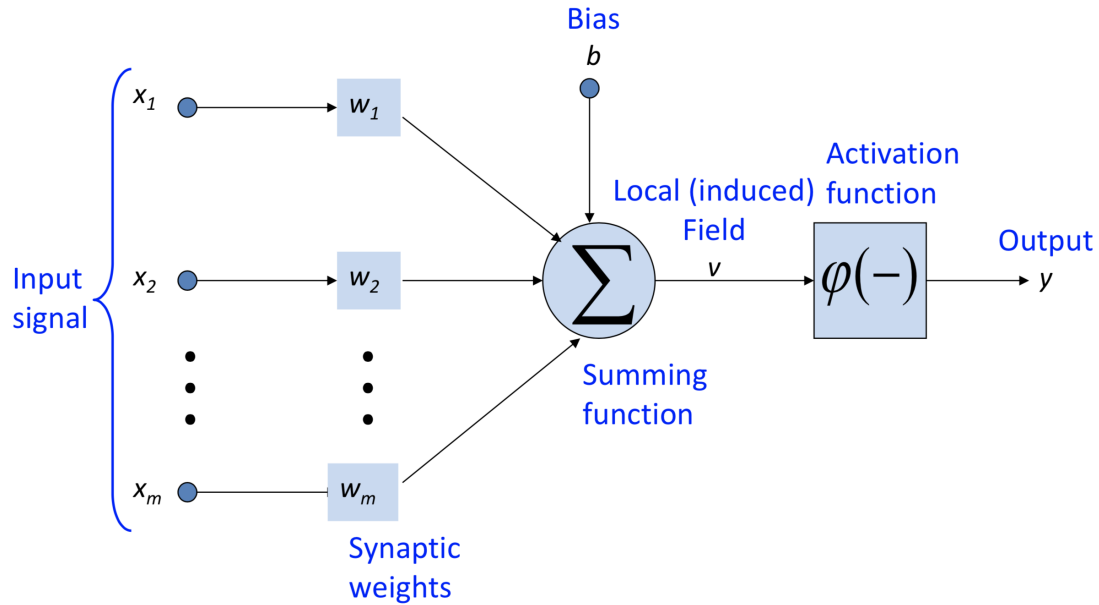 Bias
b
x1
w1
Activation
function
Local (induced)
Field
v
Input
signal
x2
w2
∑
φ(−)
Output
y
Summing
function
xm
wm
Synaptic
weights